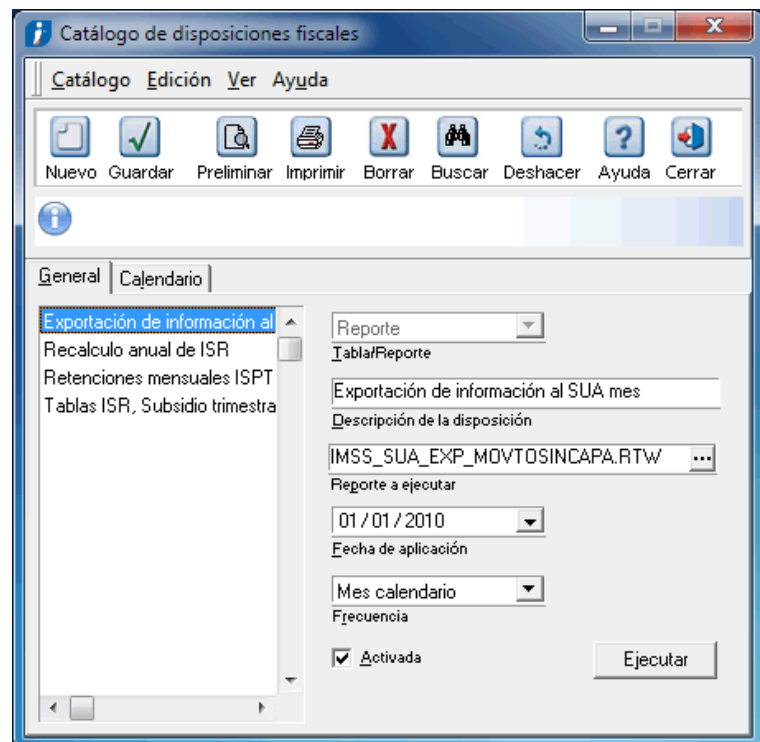 Catálogo de disposiciones fiscales
Catálogo Edición Ver Ayuda
Nuevo Guardar Preliminar Imprimir Borrar Buscar Deshacer Ayuda Cerrar
General Calendario
Exportación de información al
Recalculo anual de ISR
Retenciones mensuales ISPT
Tablas ISR, Subsidio trimestra
Reporte
Tabla/Reporte
Exportación de información al SUA mes
Descripción de la disposición
IMSS_SUA_EXP_MOVTOSINCAPA.RTW ...
Reporte a ejecutar
01/01/2010
Fecha de aplicación
Mes calendario
Frecuencia
Activada
Ejecutar